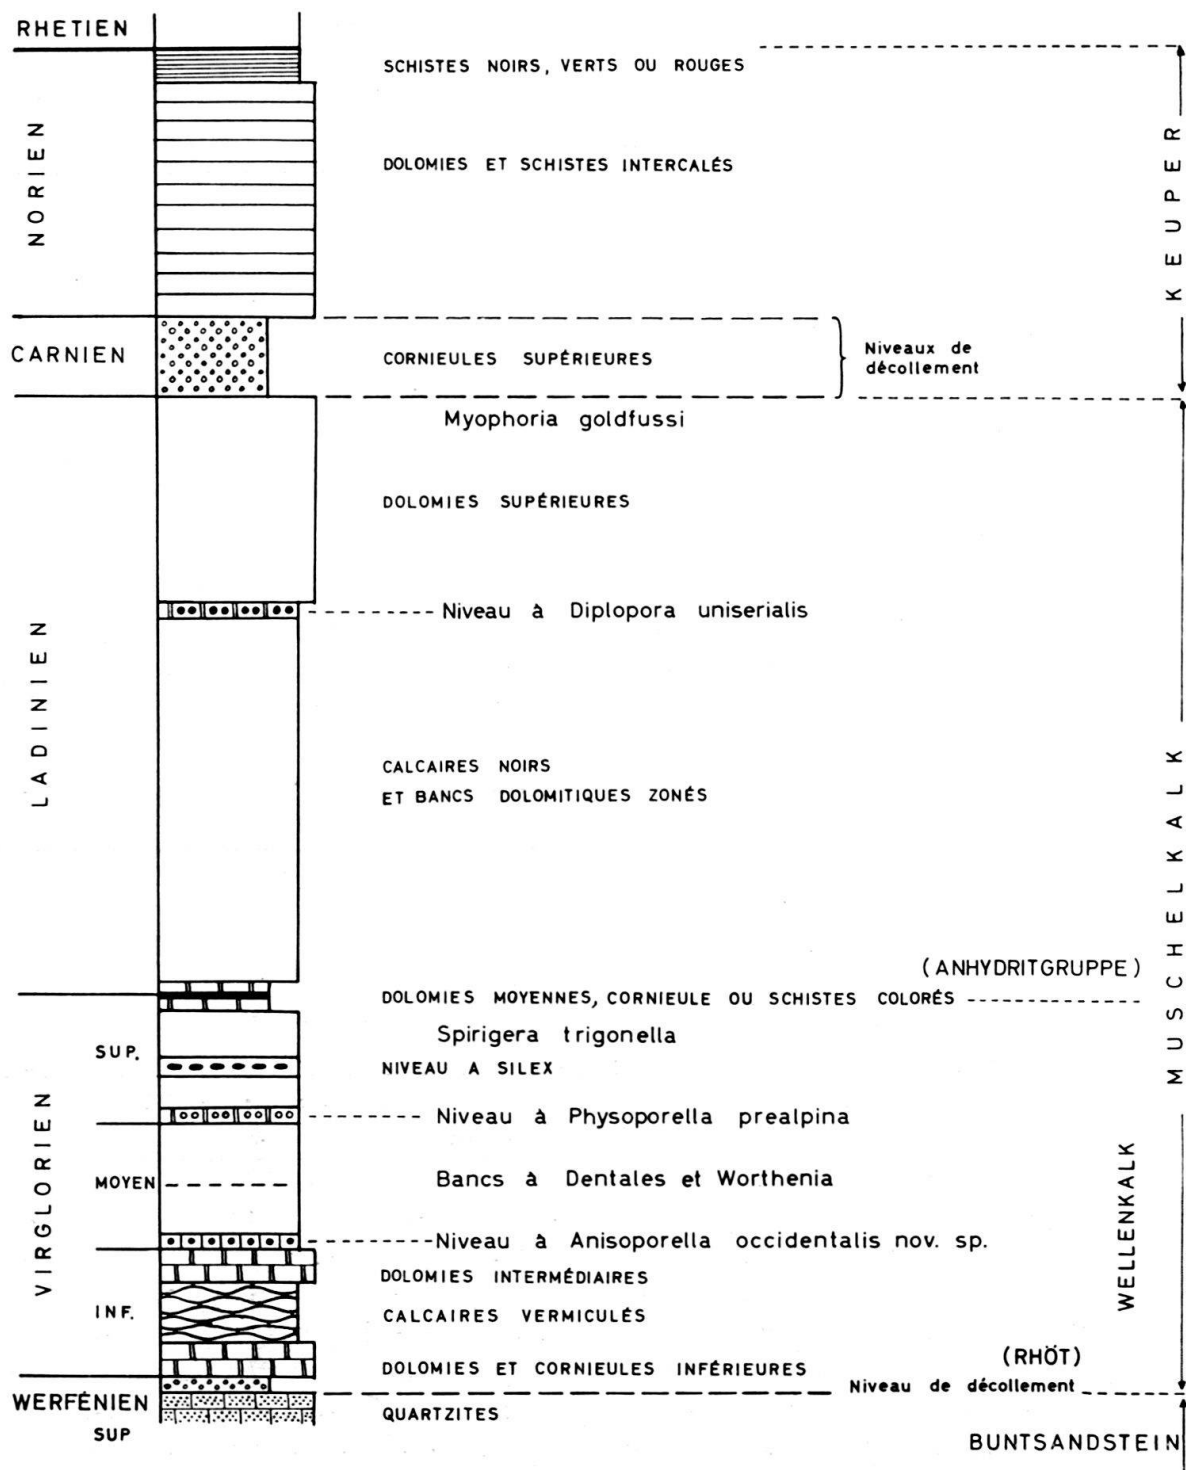 RHETIEN
SCHISTES NOIRS, VERTS OU ROUGES
NORIEN
DOLOMIES ET SCHISTES INTERCALÉS
KEUPER
CARNIEN
CORNIEULES SUPÉRIEURES
Niveaux de
décollement
Myophoria goldfussi
DOLOMIES SUPÉRIEURES
Niveau à Diplopora uniserialis
LADINIEN
CALCAIRES NOIRS
ET BANCS DOLOMITIQUES ZONÉS
MUSCHELKALK
(ANHYDRITGRUPPE)
DOLOMIES MOYENNES, CORNIEULE OU SCHISTES COLORÉS
Spirigera trigonella
SUP.
NIVEAU A SILEX
Niveau à Physoporella prealpina
VIRGLORIEN
MOYEN
Bancs à Dentales et Worthenia
WELLENKALK
Niveau à Anisoporella occidentalis nov. sp.
DOLOMIES INTERMÉDIAIRES
INF.
CALCAIRES VERMICULÉS
(RHÖT)
DOLOMIES ET CORNIEULES INFÉRIEURES
Niveau de décollement
WERFÉNIEN
SUP
QUARTZITES
BUNTSANDSTEIN